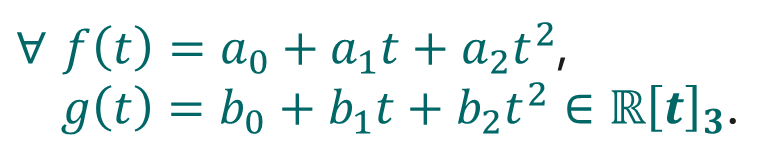 ∀ f(t) = a₀ + a₁t + a₂t²,
g(t) = b₀ + b₁t + b₂t² ∈ ℝ[t]₃.